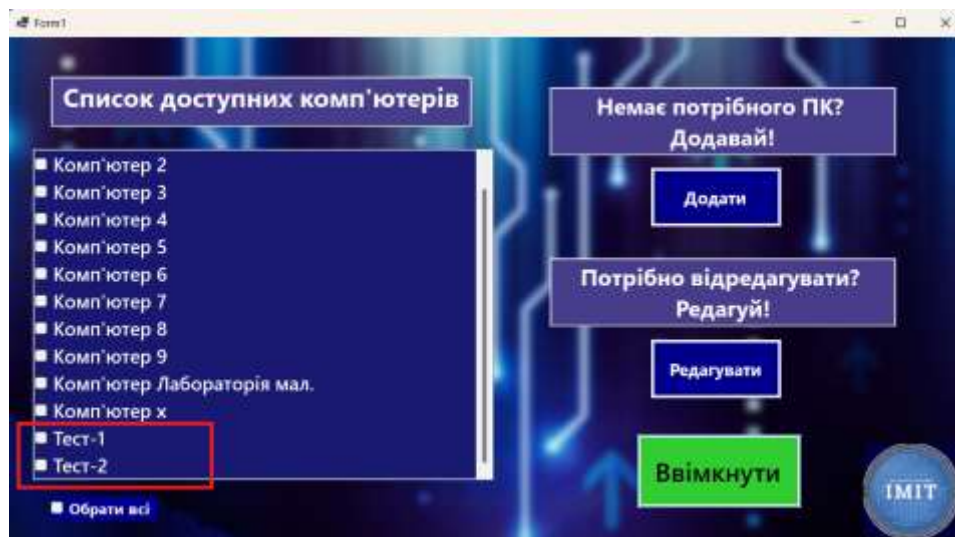 Form1
Список доступних комп'ютерів
Комп'ютер 2
Комп'ютер 3
Комп'ютер 4
Комп'ютер 5
Комп'ютер 6
Комп'ютер 7
Комп'ютер 8
Комп'ютер 9
Комп'ютер Лабораторія мал.
Комп'ютер x
Тест-1
Тест-2
Обрати всі
Немає потрібного ПК?
Додавай!
Додати
Потрібно відредагувати?
Редагуй!
Редагувати
Ввімкнути
ІМІТ